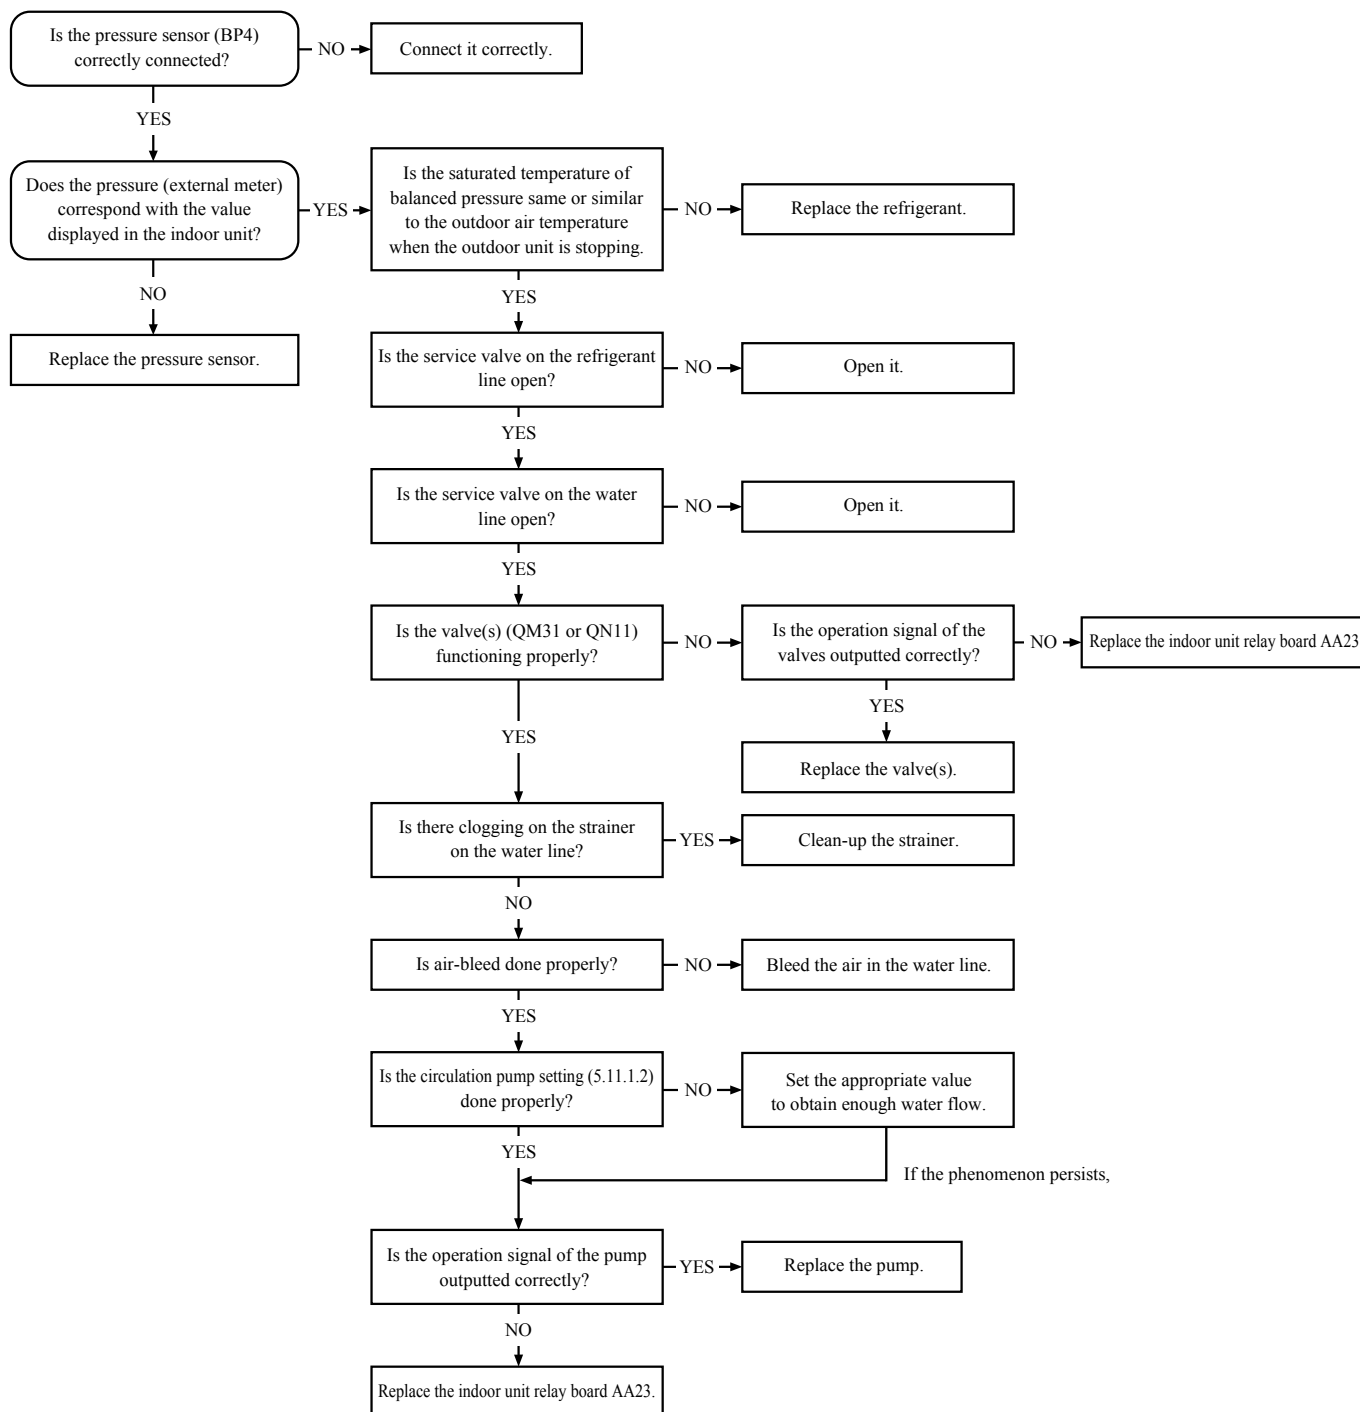 Is the pressure sensor (BP4)
correctly connected?
NO
Connect it correctly.
YES
Does the pressure (external meter)
correspond with the value
displayed in the indoor unit?
YES
Is the saturated temperature of
balanced pressure same or similar
to the outdoor air temperature
when the outdoor unit is stopping.
NO
Replace the refrigerant.
NO
Replace the pressure sensor.
YES
Is the service valve on the refrigerant
line open?
NO
Open it.
YES
Is the service valve on the water
line open?
NO
Open it.
YES
Is the valve(s) (QM31 or QN11)
functioning properly?
NO
Is the operation signal of the
valves outputted correctly?
NO
Replace the indoor unit relay board AA23
YES
Replace the valve(s).
YES
Is there clogging on the strainer
on the water line?
YES
Clean-up the strainer.
NO
Is air-bleed done properly?
NO
Bleed the air in the water line.
YES
Is the circulation pump setting (5.11.1.2)
done properly?
NO
Set the appropriate value
to obtain enough water flow.
YES
If the phenomenon persists,
Is the operation signal of the pump
outputted correctly?
YES
Replace the pump.
NO
Replace the indoor unit relay board AA23.